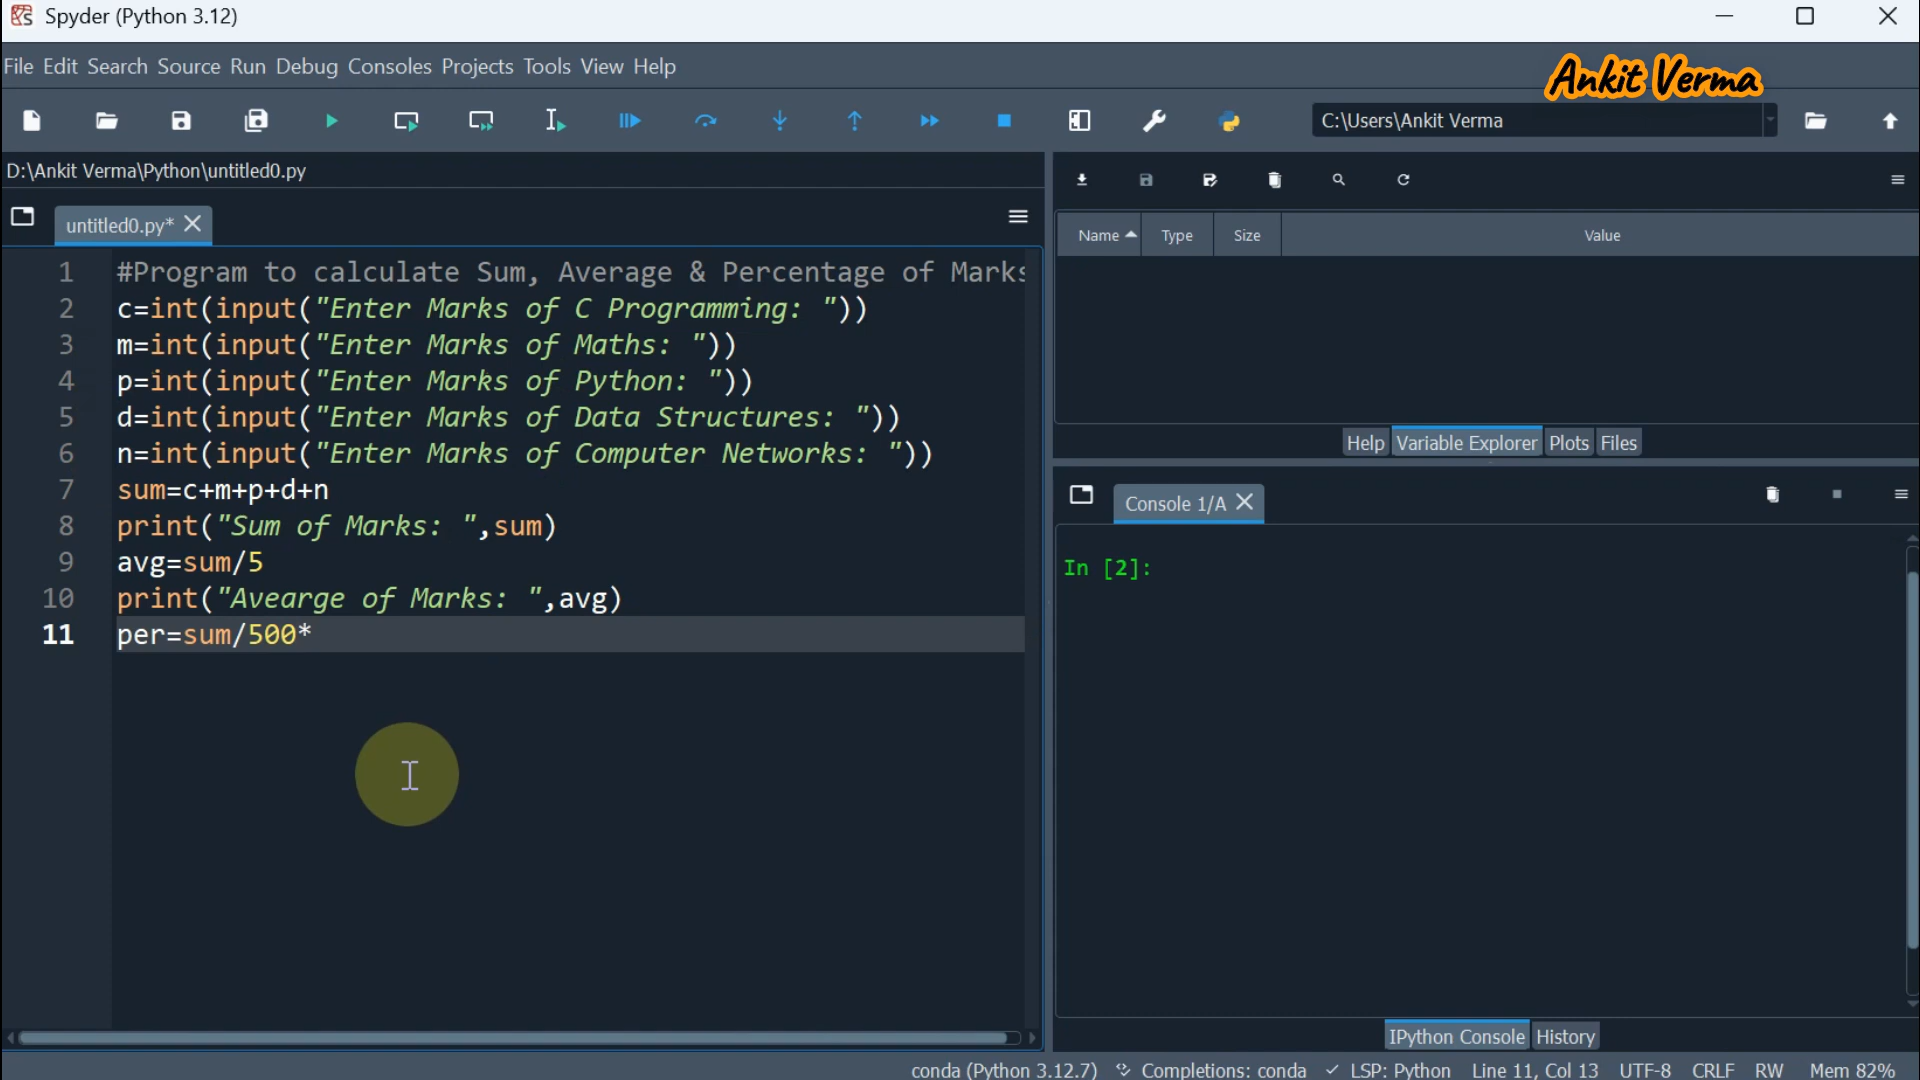 Spyder (Python 3.12)
File Edit Search Source Run Debug Consoles Projects Tools View Help
Ankit Verma
C:\Users\Ankit Verma
D:\Ankit Verma\Python\untitled0.py
untitled0.py*
1 #Program to calculate Sum, Average & Percentage of Marks
2 c=int(input("Enter Marks of C Programming: "))
3 m=int(input("Enter Marks of Maths: "))
4 p=int(input("Enter Marks of Python: "))
5 d=int(input("Enter Marks of Data Structures: "))
6 n=int(input("Enter Marks of Computer Networks: "))
7 sum=c+m+p+d+n
8 print("Sum of Marks: ",sum)
9 avg=sum/5
10 print("Avearge of Marks: ",avg)
11 per=sum/500*
Name Type Size Value
Help Variable Explorer Plots Files
Console 1/A
In [2]:
IPython Console History
conda (Python 3.12.7) Completions: conda LSP: Python Line 11, Col 13 UTF-8 CRLF RW Mem 82%